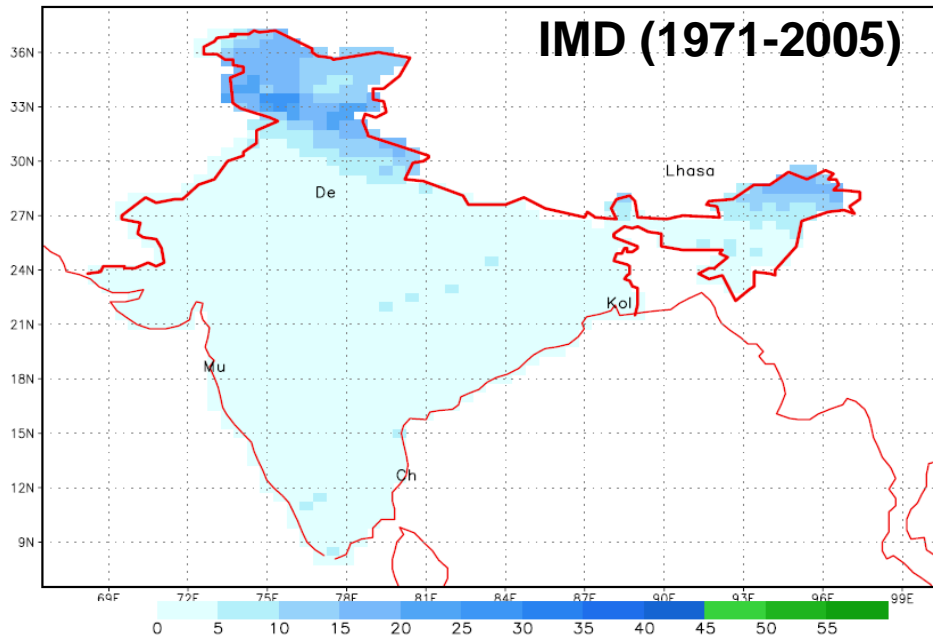 IMD (1971-2005)
36N
33N
30N
27N
24N
21N
18N
15N
12N
9N
Lhasa
De
Kol
Mu
Ch
69E 72E 75E 78E 81E 84E 87E 90E 93E 96E 99E
0 5 10 15 20 25 30 35 40 45 50 55